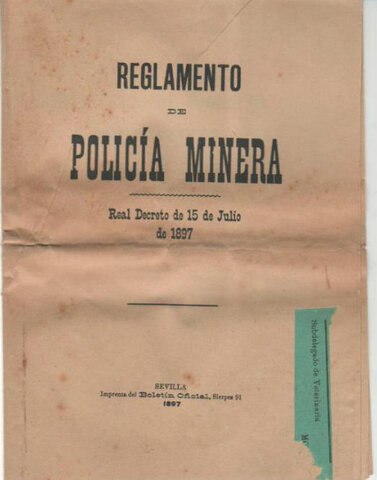 REGLAMENTO
DE
POLICÍA MINERA
Real Decreto de 15 de Julio
de 1897
SEVILLA
Imprenta del Boletín Oficial, Sierpes 91
1897
Subdelegado de Veterinaria